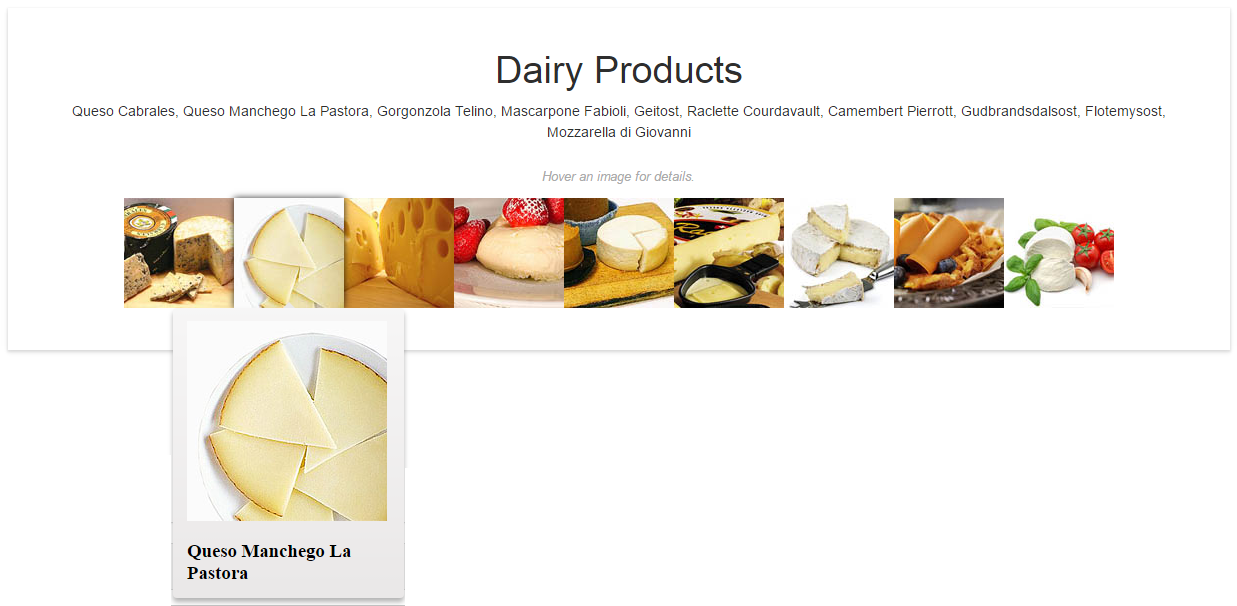 Dairy Products
Queso Cabrales, Queso Manchego La Pastora, Gorgonzola Telino, Mascarpone Fabioli, Geitost, Raclette Courdavault, Camembert Pierrott, Gudbrandsdalsost, Flotemysost,
Mozzarella di Giovanni
Hover an image for details.
Queso Manchego La
Pastora